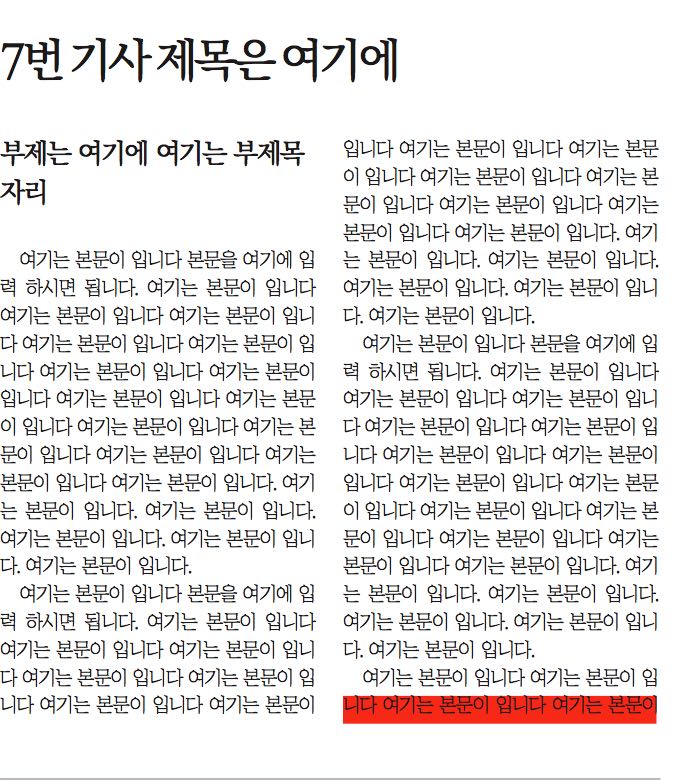 7번 기사 제목은 여기에
부제는 여기에 여기는 부제목
자리
여기는 본문이 입니다 본문을 여기에 입
력 하시면 됩니다. 여기는 본문이 입니다
여기는 본문이 입니다 여기는 본문이 입니
다 여기는 본문이 입니다 여기는 본문이 입
니다 여기는 본문이 입니다 여기는 본문이
입니다 여기는 본문이 입니다 여기는 본문
이 입니다 여기는 본문이 입니다 여기는 본
문이 입니다 여기는 본문이 입니다 여기는
본문이 입니다 여기는 본문이 입니다. 여기
는 본문이 입니다. 여기는 본문이 입니다.
여기는 본문이 입니다. 여기는 본문이 입니
다. 여기는 본문이 입니다.
여기는 본문이 입니다 본문을 여기에 입
력 하시면 됩니다. 여기는 본문이 입니다
여기는 본문이 입니다 여기는 본문이 입니
다 여기는 본문이 입니다 여기는 본문이 입
니다 여기는 본문이 입니다 여기는 본문이
입니다 여기는 본문이 입니다 여기는 본문
이 입니다 여기는 본문이 입니다 여기는 본
문이 입니다 여기는 본문이 입니다 여기는
본문이 입니다 여기는 본문이 입니다. 여기
는 본문이 입니다. 여기는 본문이 입니다.
여기는 본문이 입니다. 여기는 본문이 입니
다. 여기는 본문이 입니다.
여기는 본문이 입니다 본문을 여기에 입
력 하시면 됩니다. 여기는 본문이 입니다
여기는 본문이 입니다 여기는 본문이 입니
다 여기는 본문이 입니다 여기는 본문이 입
니다 여기는 본문이 입니다 여기는 본문이
입니다 여기는 본문이 입니다 여기는 본문
이 입니다 여기는 본문이 입니다 여기는 본
문이 입니다 여기는 본문이 입니다 여기는
본문이 입니다 여기는 본문이 입니다. 여기
는 본문이 입니다. 여기는 본문이 입니다.
여기는 본문이 입니다. 여기는 본문이 입니
다. 여기는 본문이 입니다.
여기는 본문이 입니다 여기는 본문이 입
니다 여기는 본문이 입니다 여기는 본문이